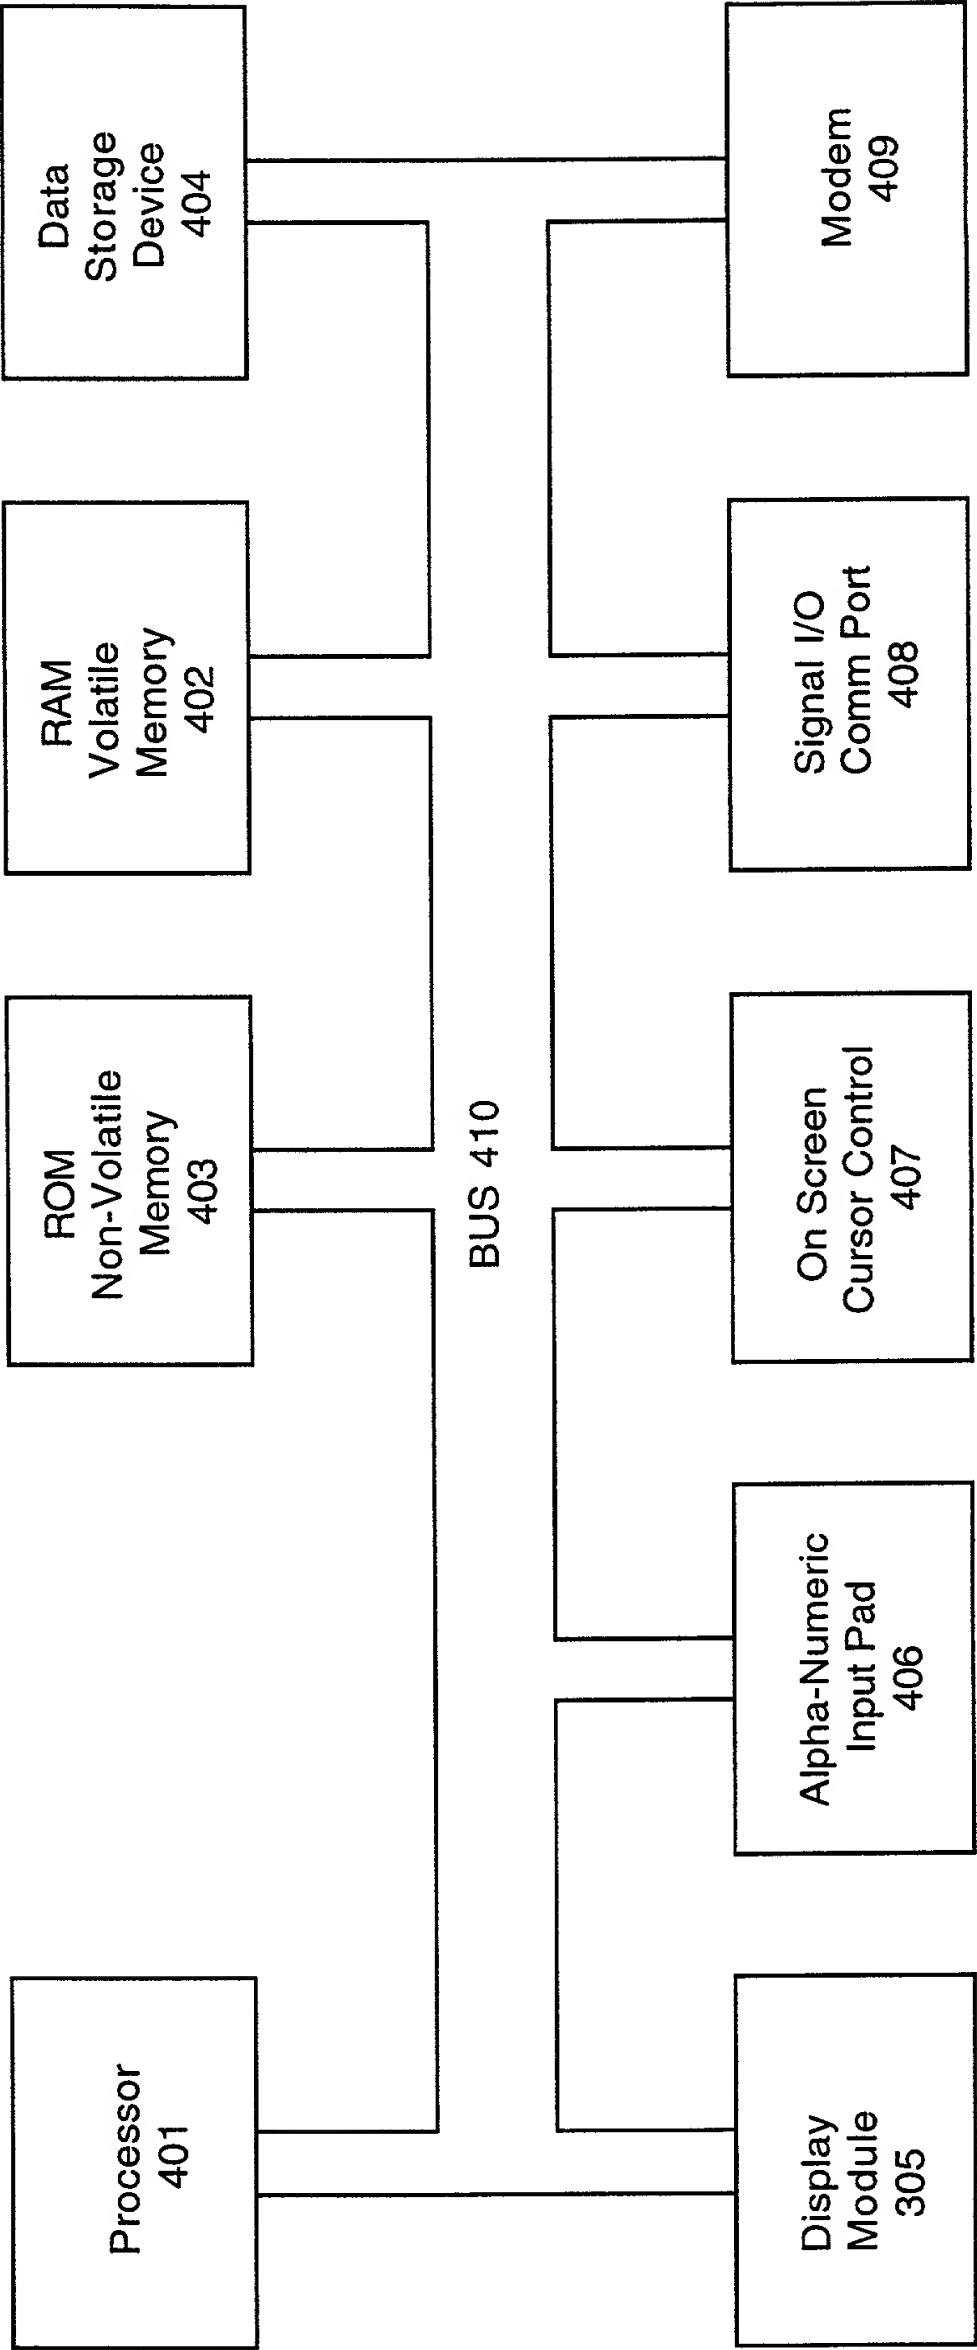 Processor
401
ROM
Non-Volatile
Memory
403
RAM
Volatile
Memory
402
Data
Storage
Device
404
BUS 410
Display
Module
305
Alpha-Numeric
Input Pad
406
On Screen
Cursor Control
407
Signal I/O
Comm Port
408
Modem
409